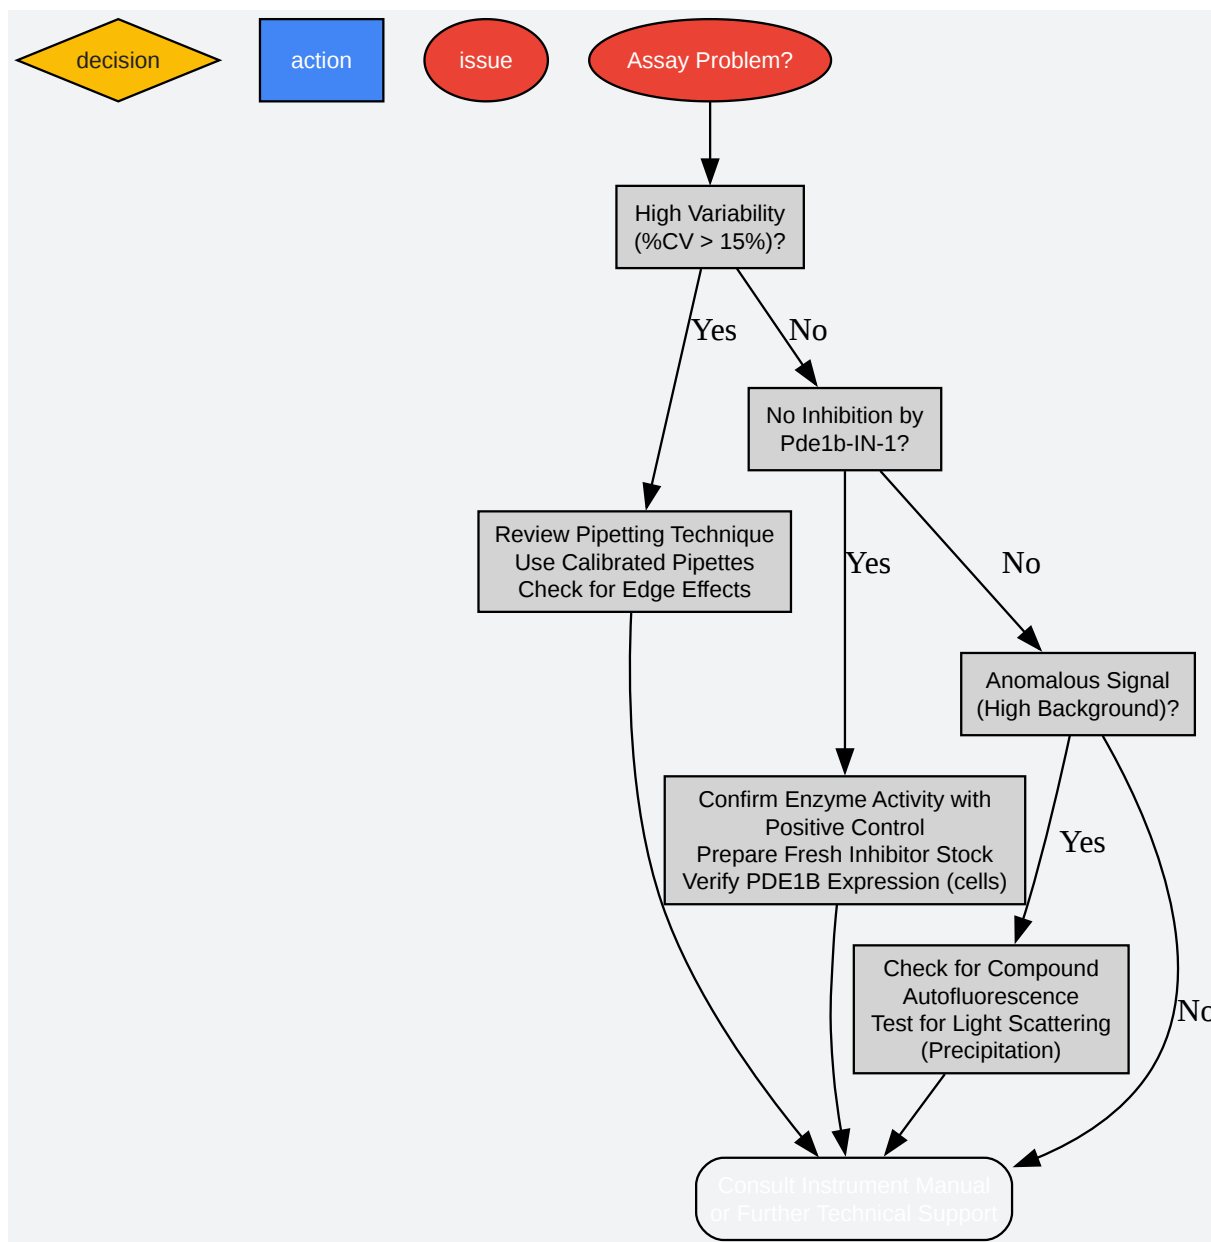 decision
action
issue
Assay Problem?
High Variability
(%CV > 15%)?
Yes
No
No Inhibition by
Pde1b-IN-1?
Review Pipetting Technique
Use Calibrated Pipettes
Check for Edge Effects
Yes
No
Anomalous Signal
(High Background)?
Confirm Enzyme Activity with
Positive Control
Prepare Fresh Inhibitor Stock
Verify PDE1B Expression (cells)
Yes
Check for Compound
Autofluorescence
Test for Light Scattering
(Precipitation)
No
Consult Instrument Manual
or Further Technical Support